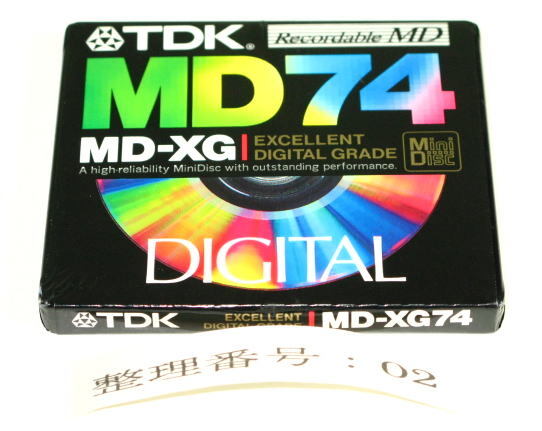 TDK® Recordable MD
MD74
MD-XG EXCELLENT
DIGITAL GRADE
Mini
Disc
A high-reliability MiniDisc with outstanding performance.
DIGITAL
TDK EXCELLENT
DIGITAL GRADE MD-XG74
整理番号：02